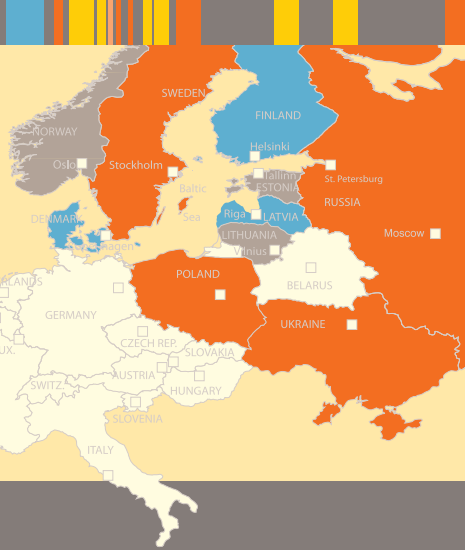 SWEDEN
FINLAND
NORWAY
Helsinki
Oslo
Stockholm
Tallinn
St. Petersburg
Baltic
ESTONIA
RUSSIA
Sea
Riga
LATVIA
DENMARK
Moscow
LITHUANIA
Vilnius
POLAND
BELARUS
GERMANY
UKRAINE
CZECH REP.
SLOVAKIA
AUSTRIA
SWITZ.
HUNGARY
SLOVENIA
ITALY